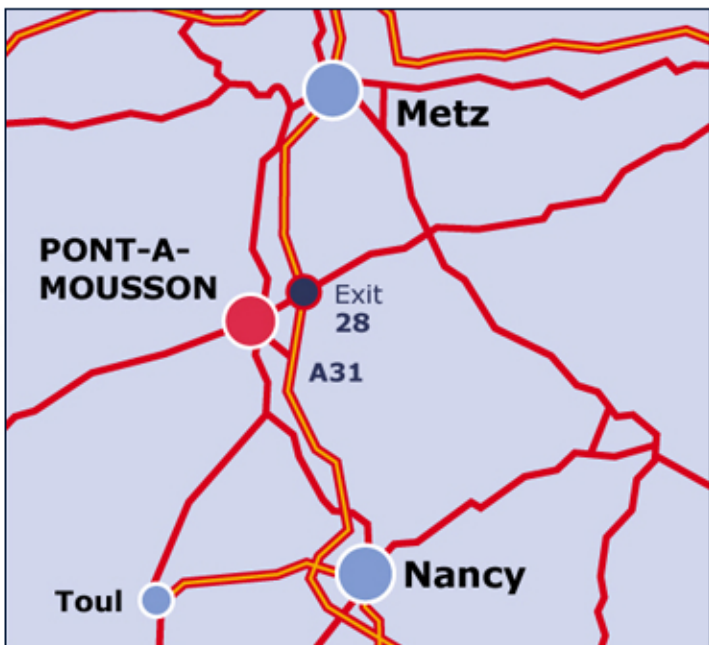 Metz
PONT-A-
MOUSSON
Exit
28
A31
Nancy
Toul